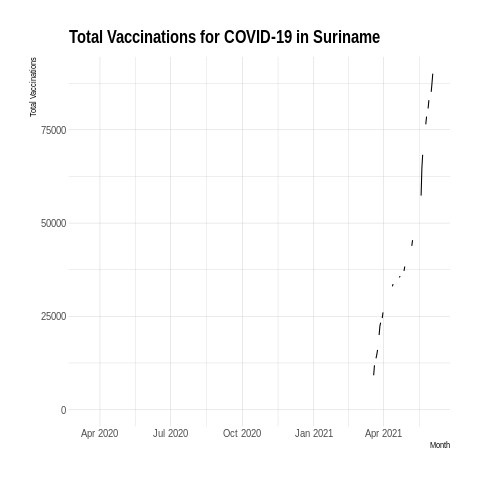 Total Vaccinations for COVID-19 in Suriname
Total Vaccinations
75000
50000
25000
0
Apr 2020 Jul 2020 Oct 2020 Jan 2021 Apr 2021
Month